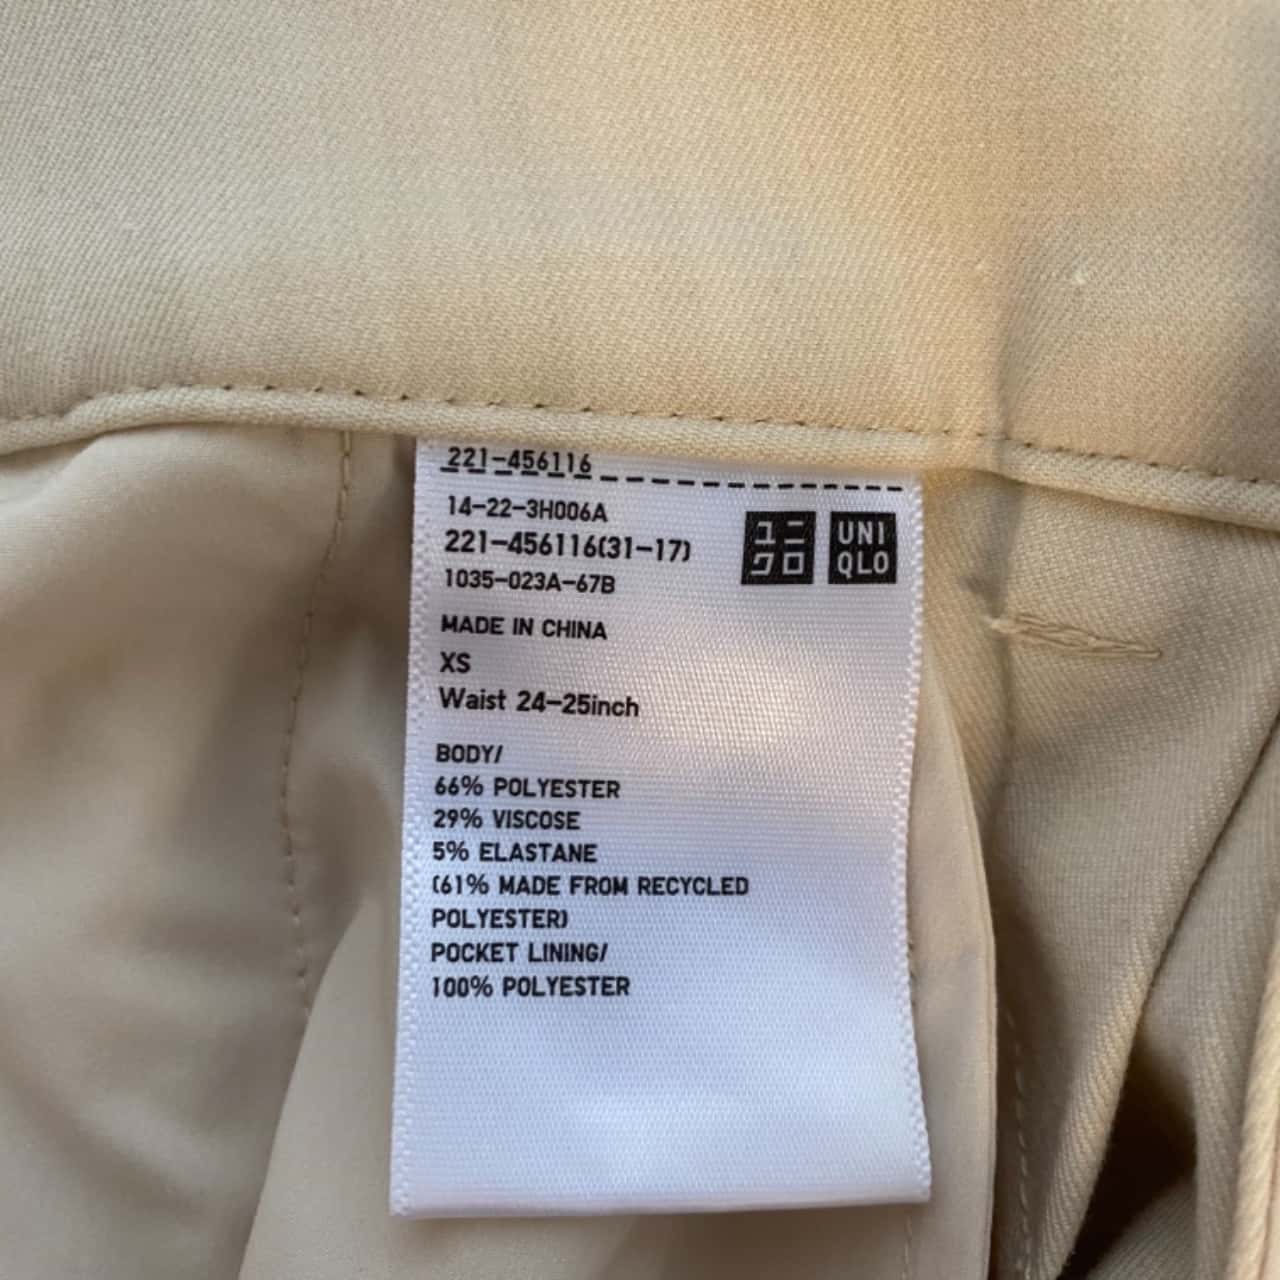 221-456116
14-22-3H006A
221-456116(31-17)
1035-023A-67B
ユニ
クロ
UNI
QLO
MADE IN CHINA
XS
Waist 24-25inch
BODY/
66% POLYESTER
29% VISCOSE
5% ELASTANE
(61% MADE FROM RECYCLED
POLYESTER)
POCKET LINING/
100% POLYESTER